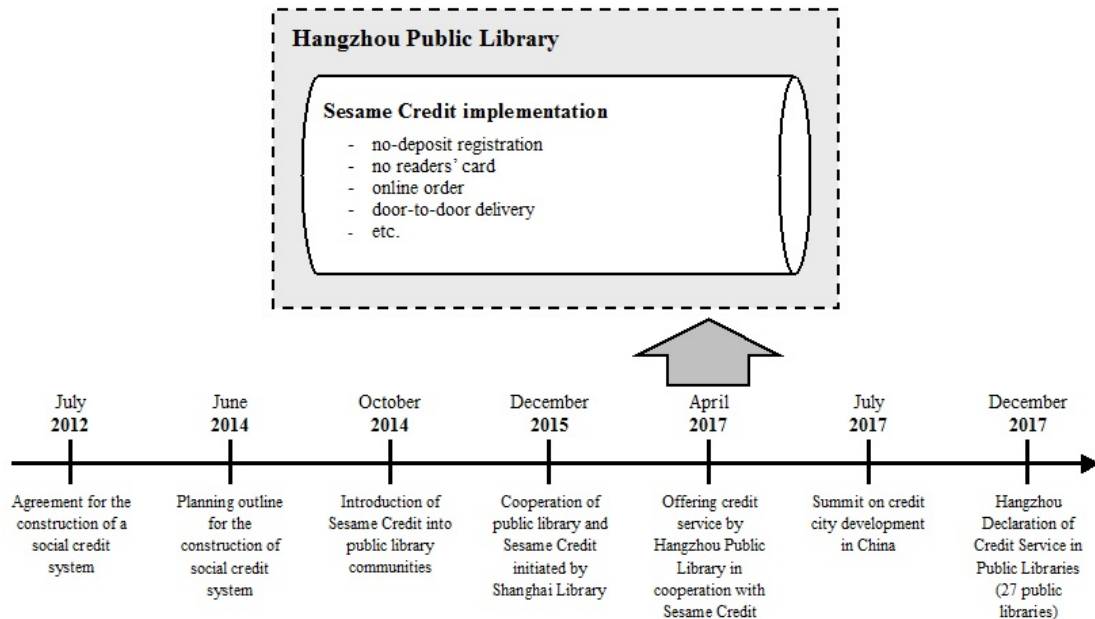 Hangzhou Public Library
Sesame Credit implementation
- no-deposit registration
- no readers’ card
- online order
- door-to-door delivery
- etc.
July
2012
June
2014
October
2014
December
2015
April
2017
July
2017
December
2017
Agreement for the
construction of a
social credit
system
Planning outline
for the
construction of
social credit
system
Introduction of
Sesame Credit into
public library
communities
Cooperation of
public library and
Sesame Credit
initiated by
Shanghai Library
Offering credit
service by
Hangzhou Public
Library in
cooperation with
Sesame Credit
Summit on credit
city development
in China
Hangzhou
Declaration of
Credit Service in
Public Libraries
(27 public
libraries)